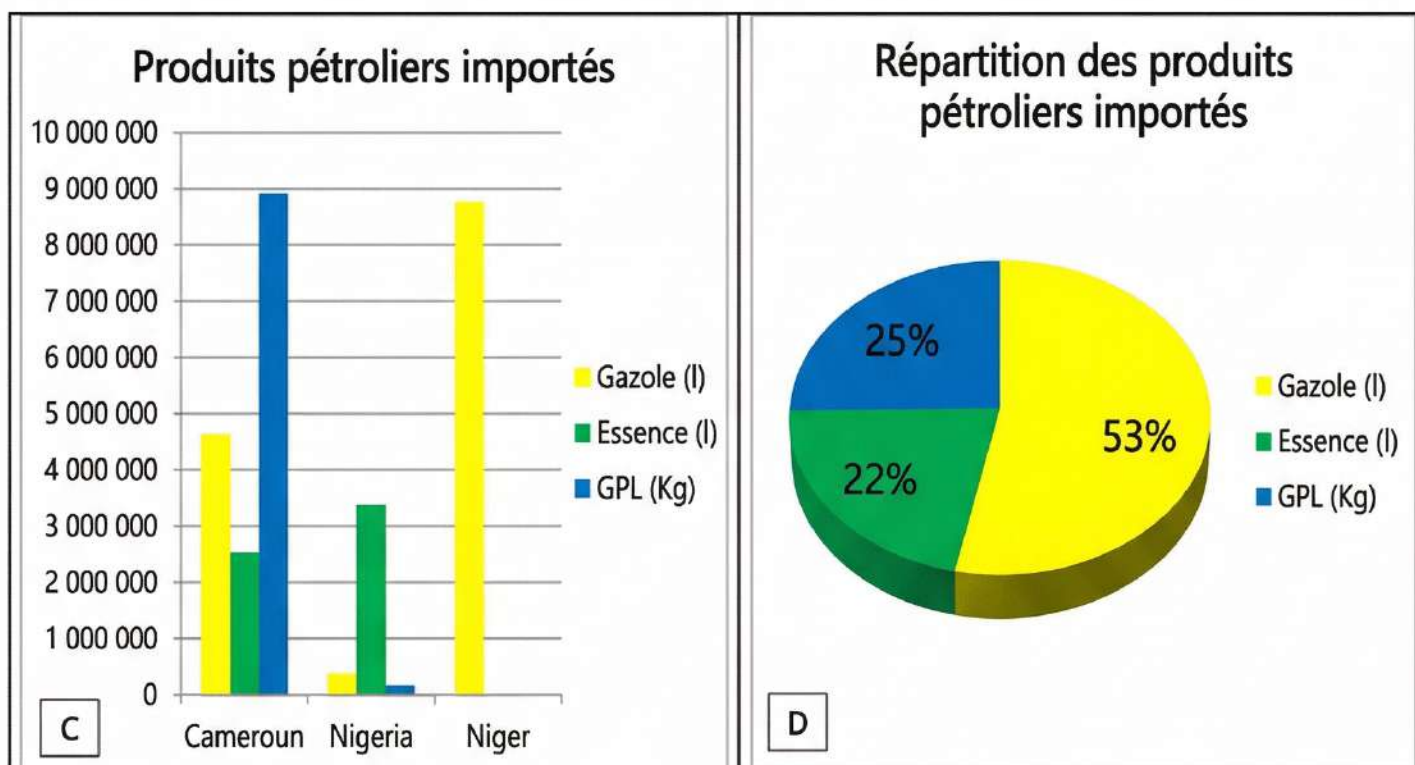 Produits pétroliers importés
10 000 000
9 000 000
8 000 000
7 000 000
6 000 000
5 000 000
4 000 000
3 000 000
2 000 000
1 000 000
0
Cameroun
Nigeria
Niger
Gazole (l)
Essence (l)
GPL (Kg)
C
Répartition des produits
pétroliers importés
25%
53%
22%
Gazole (l)
Essence (l)
GPL (Kg)
D